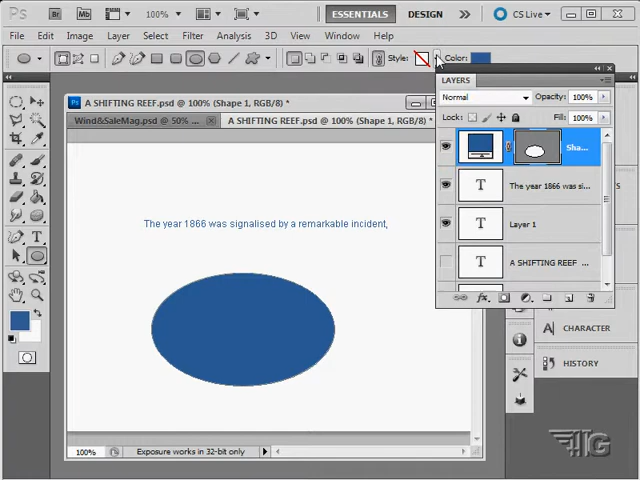 Ps Br Mb 100% ESSENTIALS DESIGN CS Live
File Edit Image Layer Select Filter Analysis 3D View Window Help
Style: Color:
LAYERS
Normal Opacity: 100%
Lock: Fill: 100%
Sha...
The year 1866 was si...
Layer 1
A SHIFTING REEF ...
fx
A SHIFTING REEF.psd @ 100% (Shape 1, RGB/8) *
Wind&SaleMag.psd @ 50% ... A SHIFTING REEF.psd @ 100% (Shape 1, RGB/8) *
The year 1866 was signalised by a remarkable incident,
CHARACTER
HISTORY
100% Exposure works in 32-bit only